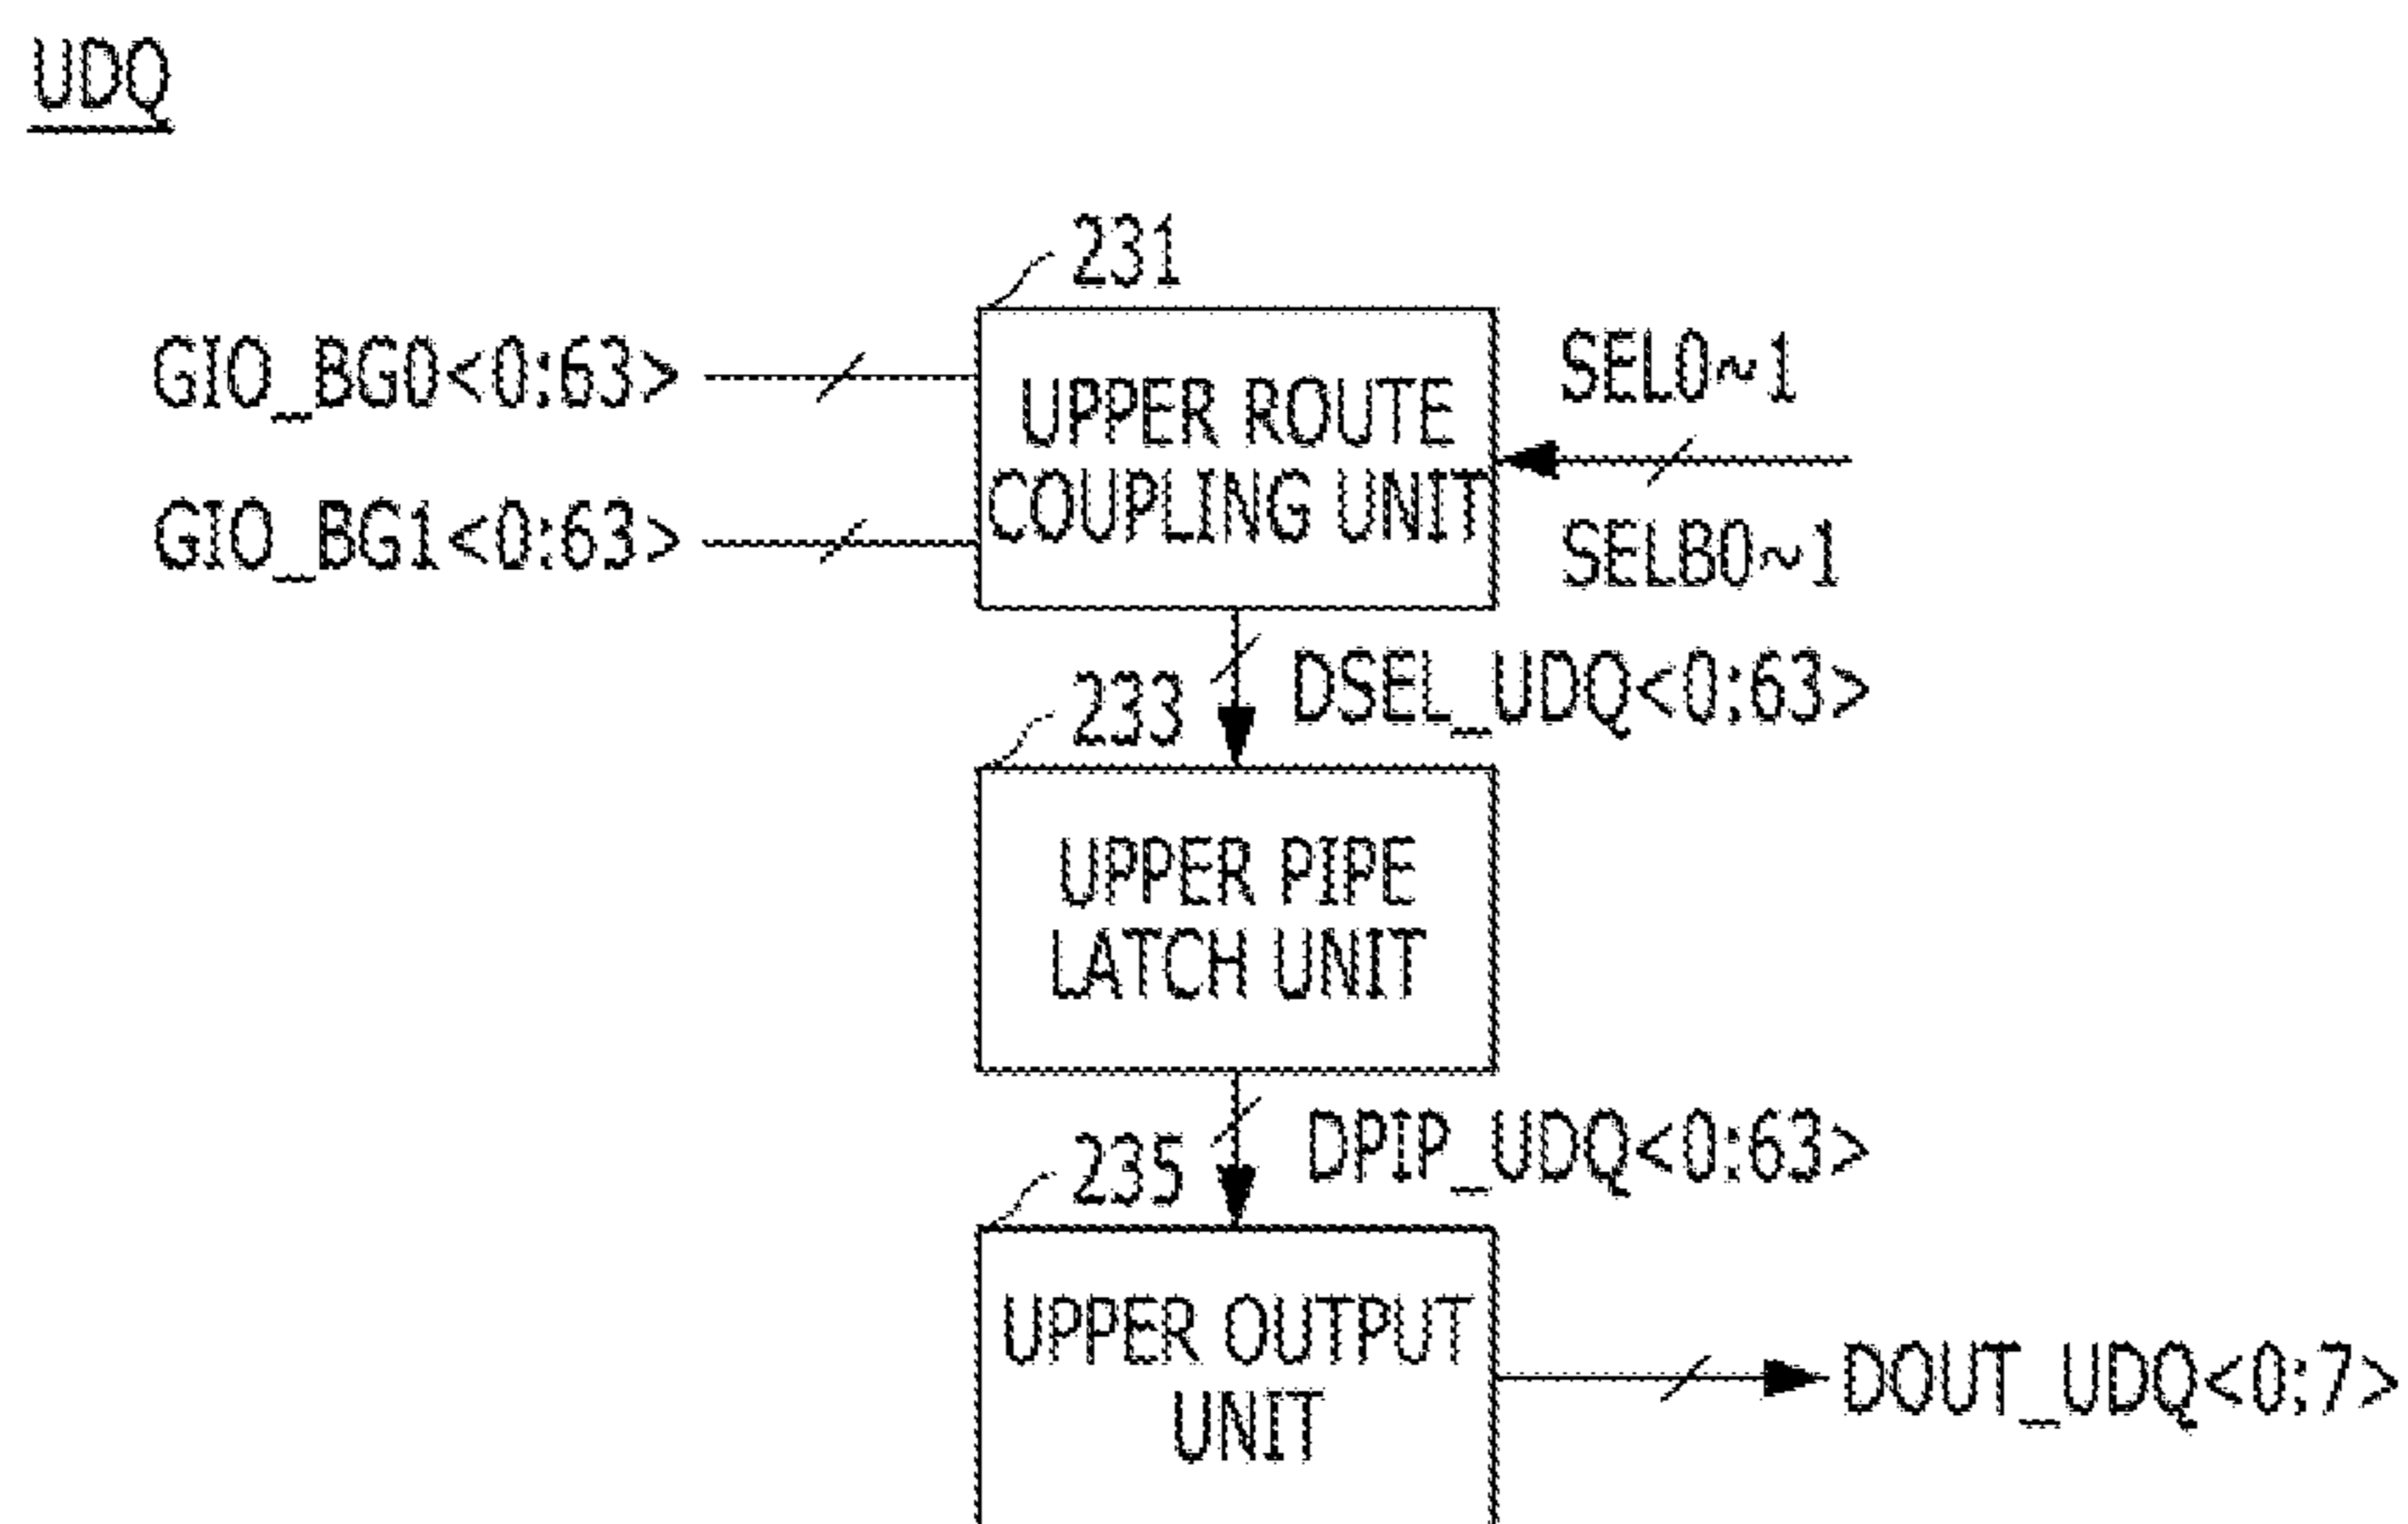 UDQ
231
GIO_BG0<0:63>
SEL0~1
UPPER ROUTE
COUPLING UNIT
GIO_BG1<0:63>
SELB0~1
DSEL_UDQ<0:63>
233
UPPER PIPE
LATCH UNIT
DPIP_UDQ<0:63>
235
UPPER OUTPUT
UNIT
DOUT_UDQ<0:7>